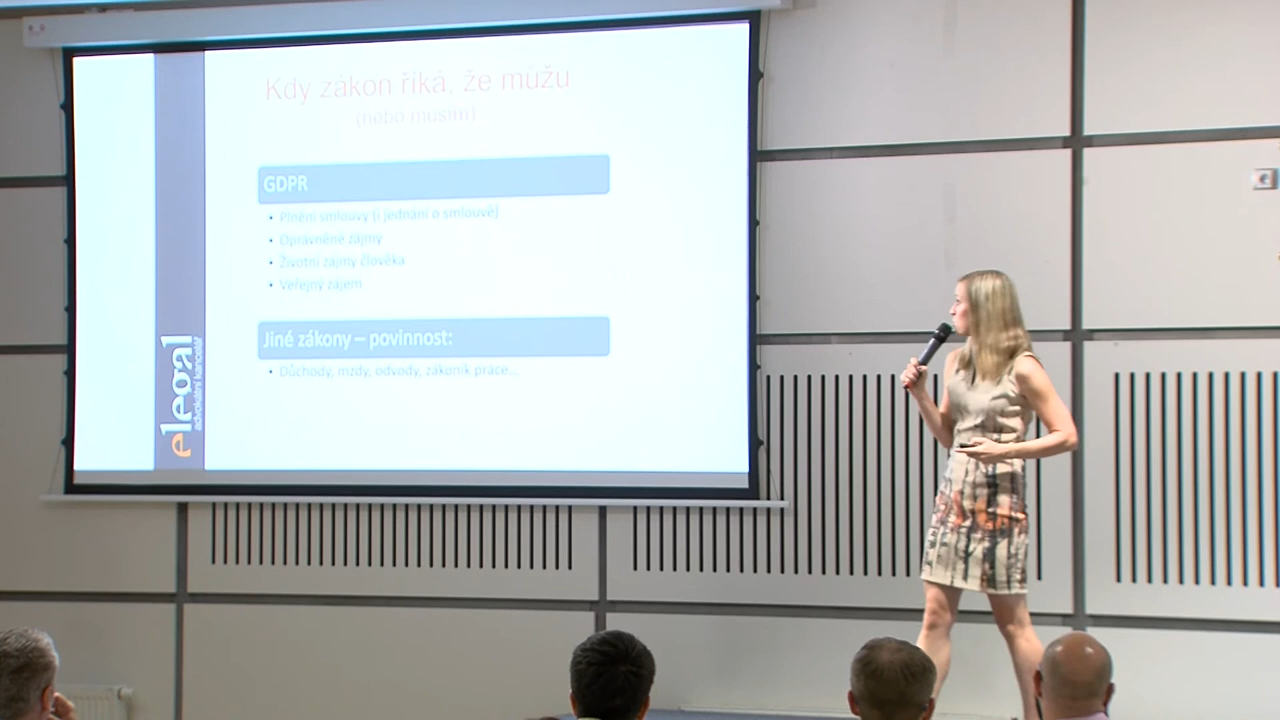 Kdy zákon říká, že můžu
(nebo musím)
GDPR
• Plnění smlouvy (i jednání o smlouvě)
• Oprávněné zájmy
• Životní zájmy člověka
• Veřejný zájem
Jiné zákony – povinnost:
• Důchody, mzdy, odvody, zákoník práce...
elegal
advokátní kancelář